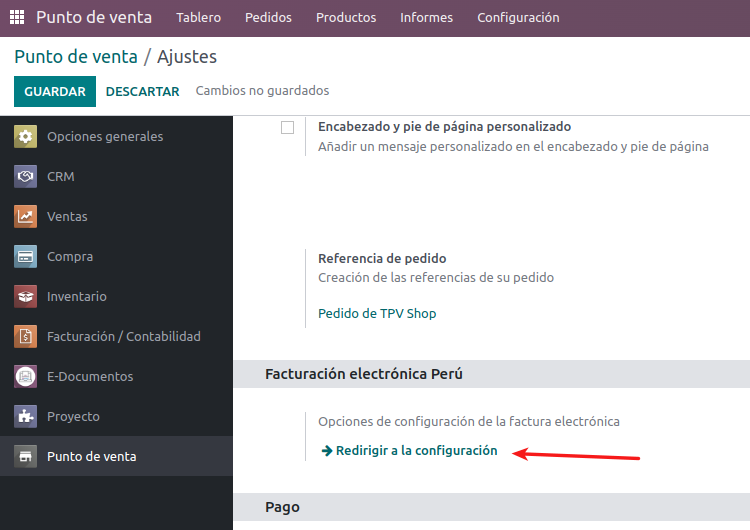 Punto de venta Tablero Pedidos Productos Informes Configuración
Punto de venta / Ajustes
GUARDAR DESCARTAR Cambios no guardados
Opciones generales
CRM
Ventas
Compra
Inventario
Facturación / Contabilidad
E-Documentos
Proyecto
Punto de venta
Encabezado y pie de página personalizado
Añadir un mensaje personalizado en el encabezado y pie de página
Referencia de pedido
Creación de las referencias de su pedido
Pedido de TPV Shop
Facturación electrónica Perú
Opciones de configuración de la factura electrónica
Redirigir a la configuración
Pago